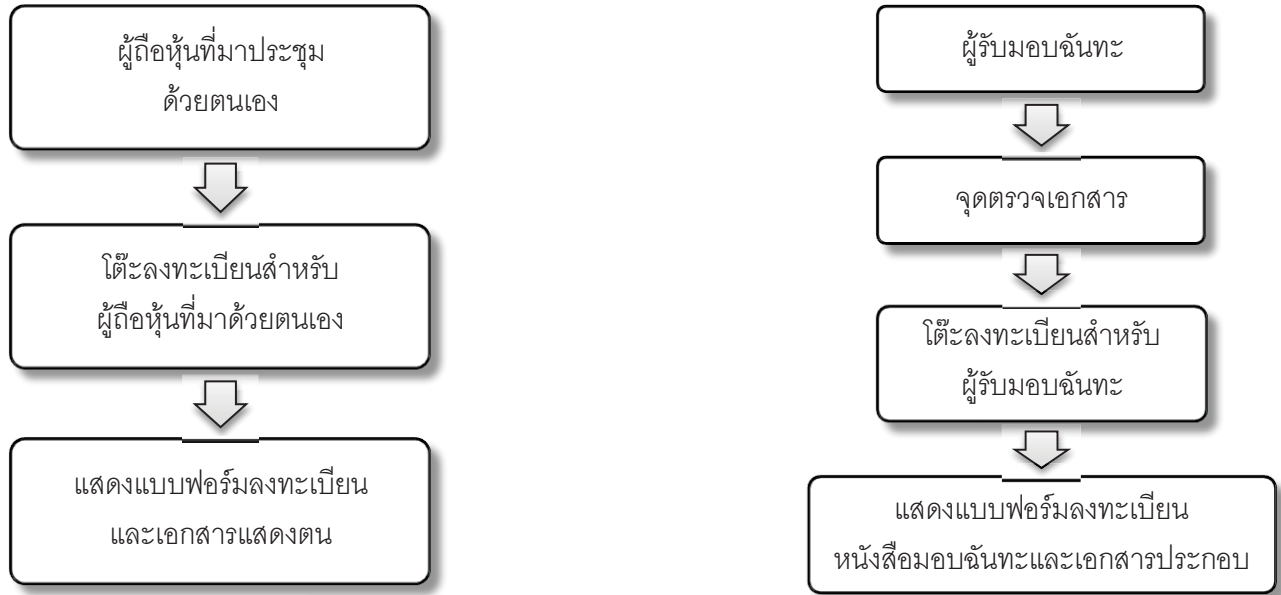 ผู้ถือหุ้นที่มาประชุม
ด้วยตนเอง
โต๊ะลงทะเบียนสำหรับ
ผู้ถือหุ้นที่มาด้วยตนเอง
แสดงแบบฟอร์มลงทะเบียน
และเอกสารแสดงตน
ผู้รับมอบฉันทะ
จุดตรวจเอกสาร
โต๊ะลงทะเบียนสำหรับ
ผู้รับมอบฉันทะ
แสดงแบบฟอร์มลงทะเบียน
หนังสือมอบฉันทะและเอกสารประกอบ